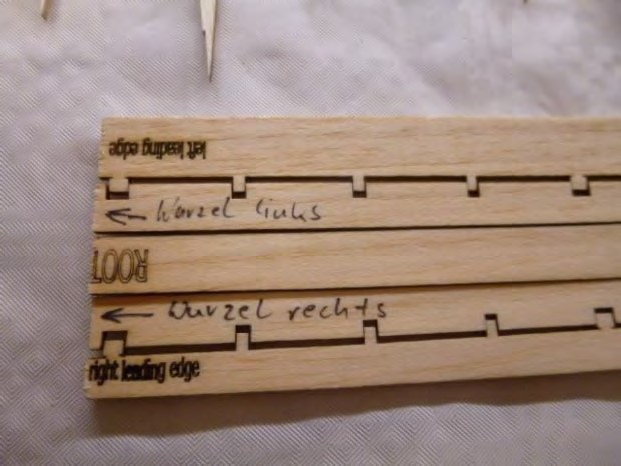 left leading edge
← Wurzel links
ROOT
← Wurzel rechts
right leading edge